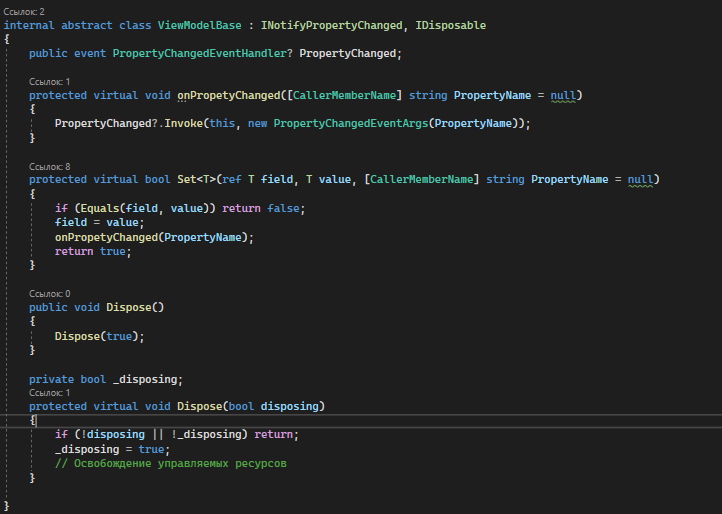 Ссылок: 2
internal abstract class ViewModelBase : INotifyPropertyChanged, IDisposable
{
public event PropertyChangedEventHandler? PropertyChanged;
Ссылок: 1
protected virtual void onPropetyChanged([CallerMemberName] string PropertyName = null)
{
PropertyChanged?.Invoke(this, new PropertyChangedEventArgs(PropertyName));
}
Ссылок: 8
protected virtual bool Set<T>(ref T field, T value, [CallerMemberName] string PropertyName = null)
{
if (Equals(field, value)) return false;
field = value;
onPropetyChanged(PropertyName);
return true;
}
Ссылок: 0
public void Dispose()
{
Dispose(true);
}
private bool _disposing;
Ссылок: 1
protected virtual void Dispose(bool disposing)
{
if (!disposing || !_disposing) return;
_disposing = true;
// Освобождение управляемых ресурсов
}
}